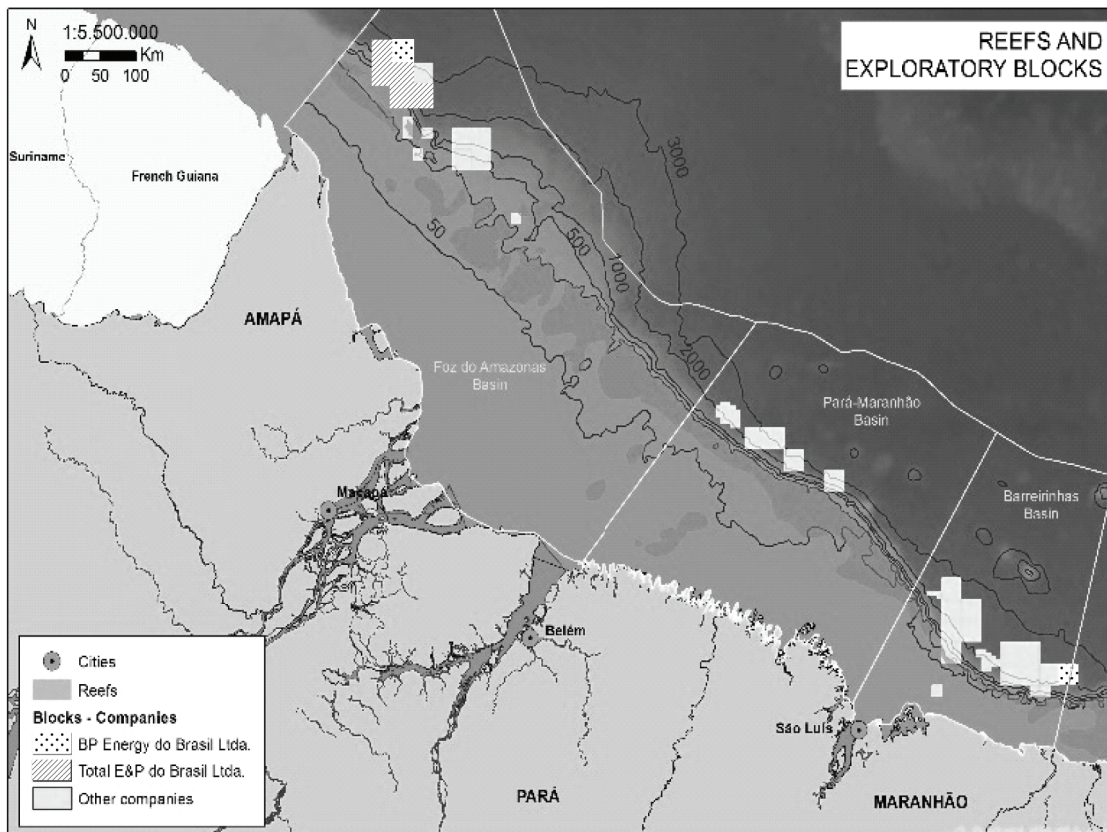 N
1:5.500.000
Km
0 50 100
REEFS AND
EXPLORATORY BLOCKS
Suriname
French Guiana
3000
50
500
1000
2000
AMAPÁ
Foz do Amazonas
Basin
Pará-Maranhão
Basin
Barreirinhas
Basin
Macapá
Belém
São Luís
PARÁ
MARANHÃO
Cities
Reefs
Blocks - Companies
BP Energy do Brasil Ltda.
Total E&P do Brasil Ltda.
Other companies